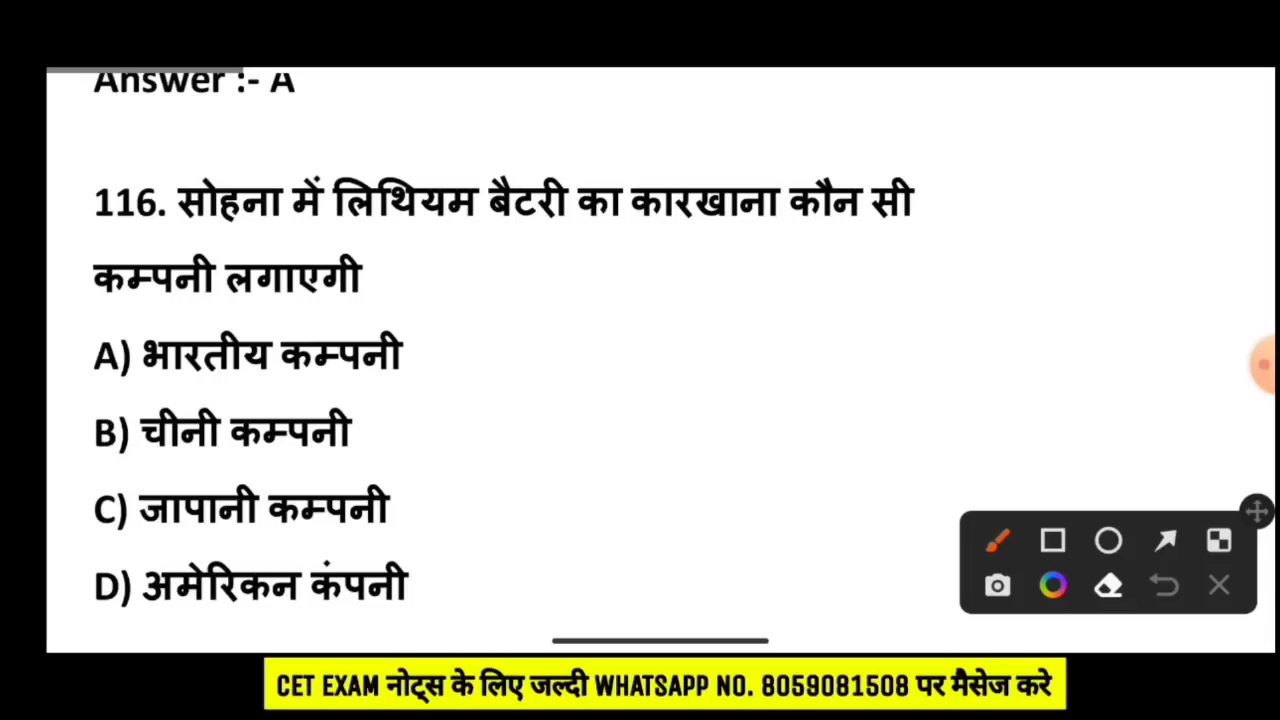 Answer :- A
116. सोहना में लिथियम बैटरी का कारखाना कौन सी
कम्पनी लगाएगी
A) भारतीय कम्पनी
B) चीनी कम्पनी
C) जापानी कम्पनी
D) अमेरिकन कंपनी
CET EXAM नोट्स के लिए जल्दी WHATSAPP NO. 8059081508 पर मैसेज करे